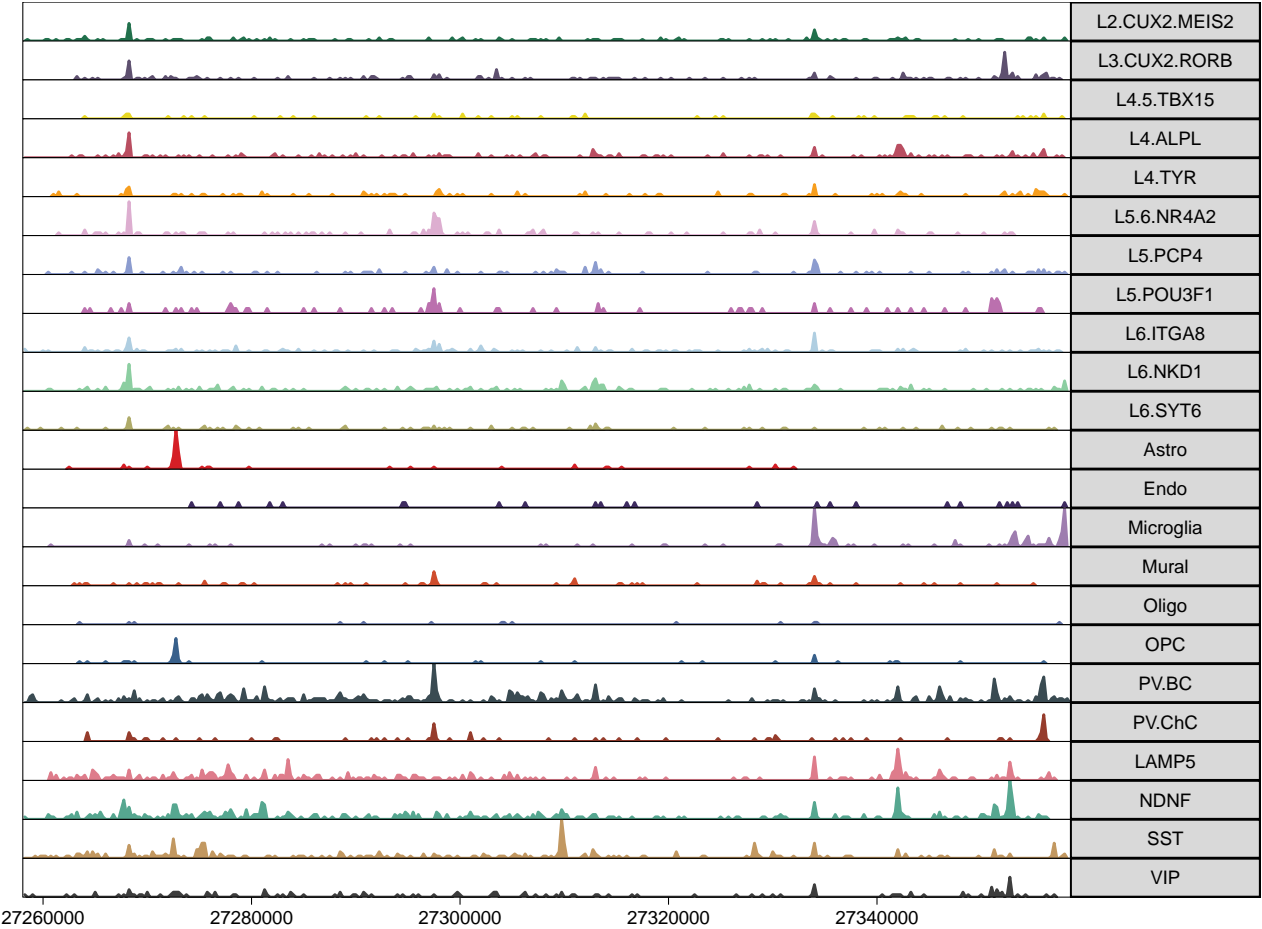 L2.CUX2.MEIS2
L3.CUX2.RORB
L4.5.TBX15
L4.ALPL
L4.TYR
L5.6.NR4A2
L5.PCP4
L5.POU3F1
L6.ITGA8
L6.NKD1
L6.SYT6
Astro
Endo
Microglia
Mural
Oligo
OPC
PV.BC
PV.ChC
LAMP5
NDNF
SST
VIP
27260000 27280000 27300000 27320000 27340000